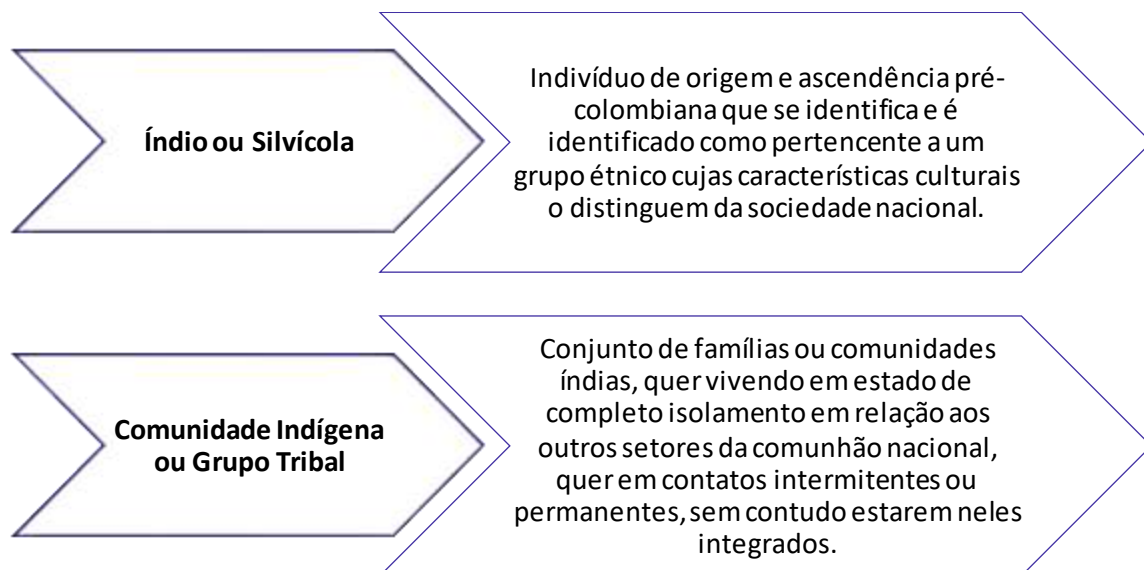 Índio ou Silvícola
Indivíduo de origem e ascendência pré-
colombiana que se identifica e é
identificado como pertencente a um
grupo étnico cujas características culturais
o distinguem da sociedade nacional.
Comunidade Indígena
ou Grupo Tribal
Conjunto de famílias ou comunidades
índias, quer vivendo em estado de
completo isolamento em relação aos
outros setores da comunhão nacional,
quer em contatos intermitentes ou
permanentes, sem contudo estarem neles
integrados.